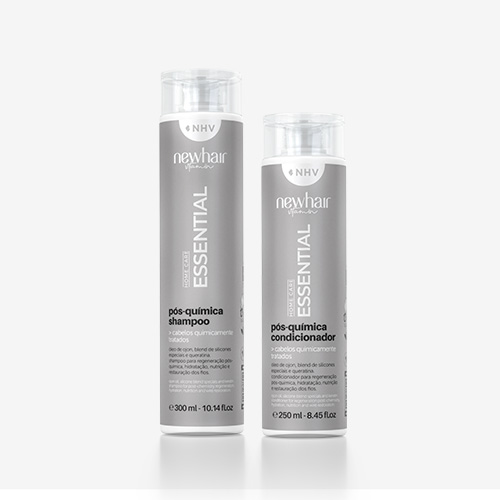 NHV
newhair
vitamin
HOME CARE
ESSENTIAL
pós-química
shampoo
+ cabelos quimicamente
tratados
óleo de ojon, blend de silicones
especiais e queratina.
shampoo para regeneração pós-
química, hidratação, nutrição e
restauração dos fios.
e 300 ml - 10.14 fl.oz
NHV
newhair
vitamin
HOME CARE
ESSENTIAL
pós-química
condicionador
+ cabelos quimicamente
tratados
óleo de ojon, blend de silicones
especiais e queratina.
condicionador para regeneração
pós-química, hidratação, nutrição
e restauração dos fios.
e 250 ml - 8.45 fl.oz